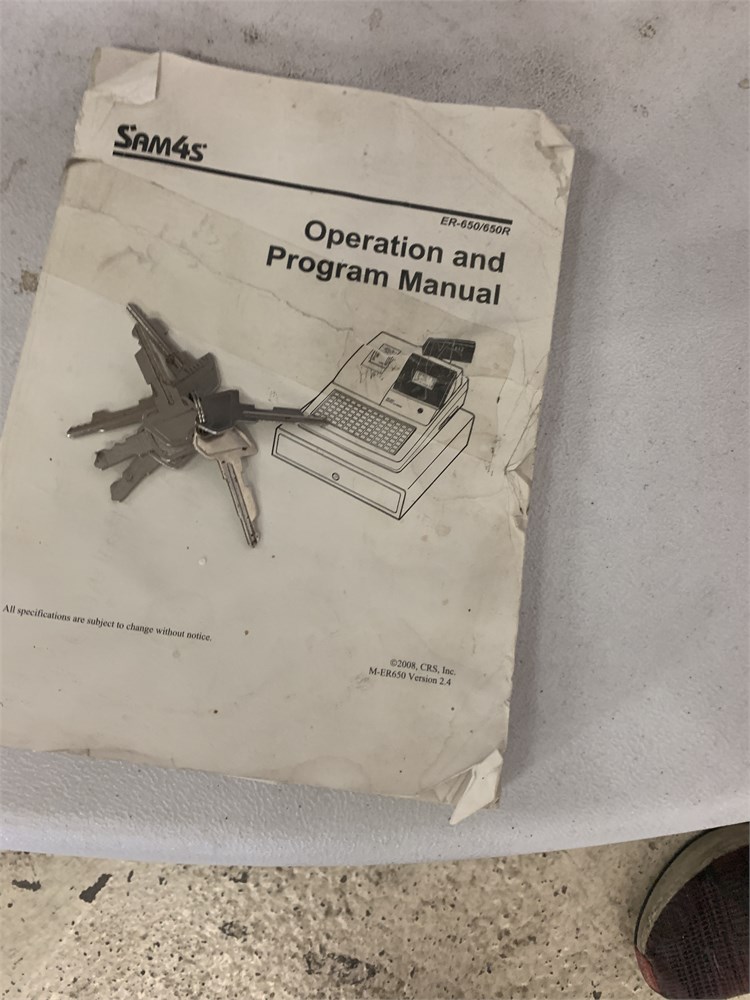 SAM4S
ER-650/650R
Operation and
Program Manual
All specifications are subject to change without notice.
©2008, CRS, Inc.
M-ER650 Version 2.4